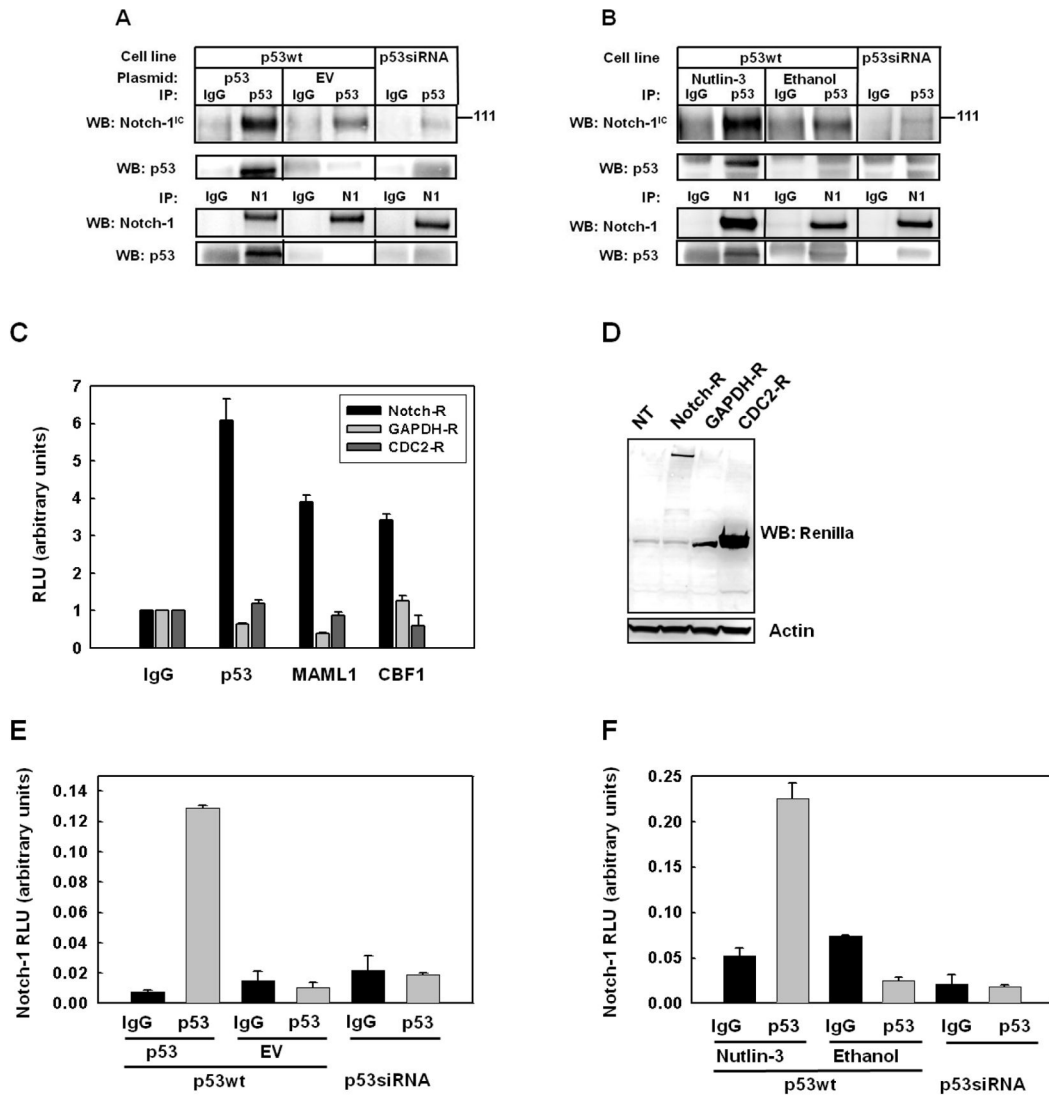 A
Cell line p53wt p53siRNA
Plasmid: p53 EV
IP: IgG p53 IgG p53 IgG p53
WB: Notch-1IC 111
WB: p53
IP: IgG N1 IgG N1 IgG N1
WB: Notch-1
WB: p53
B
Cell line p53wt p53siRNA
Nutlin-3 Ethanol
IP: IgG p53 IgG p53 IgG p53
WB: Notch-1IC 111
WB: p53
IP: IgG N1 IgG N1 IgG N1
WB: Notch-1
WB: p53
C
RLU (arbitrary units)
7
6
5
4
3
2
1
0
Notch-R
GAPDH-R
CDC2-R
IgG p53 MAML1 CBF1
D
NT Notch-R GAPDH-R CDC2-R
WB: Renilla
Actin
E
Notch-1 RLU (arbitrary units)
0.14
0.12
0.10
0.08
0.06
0.04
0.02
0.00
IgG p53 IgG p53 IgG p53
p53 EV
p53wt p53siRNA
F
Notch-1 RLU (arbitrary units)
0.25
0.20
0.15
0.10
0.05
0.00
IgG p53 IgG p53 IgG p53
Nutlin-3 Ethanol
p53wt p53siRNA